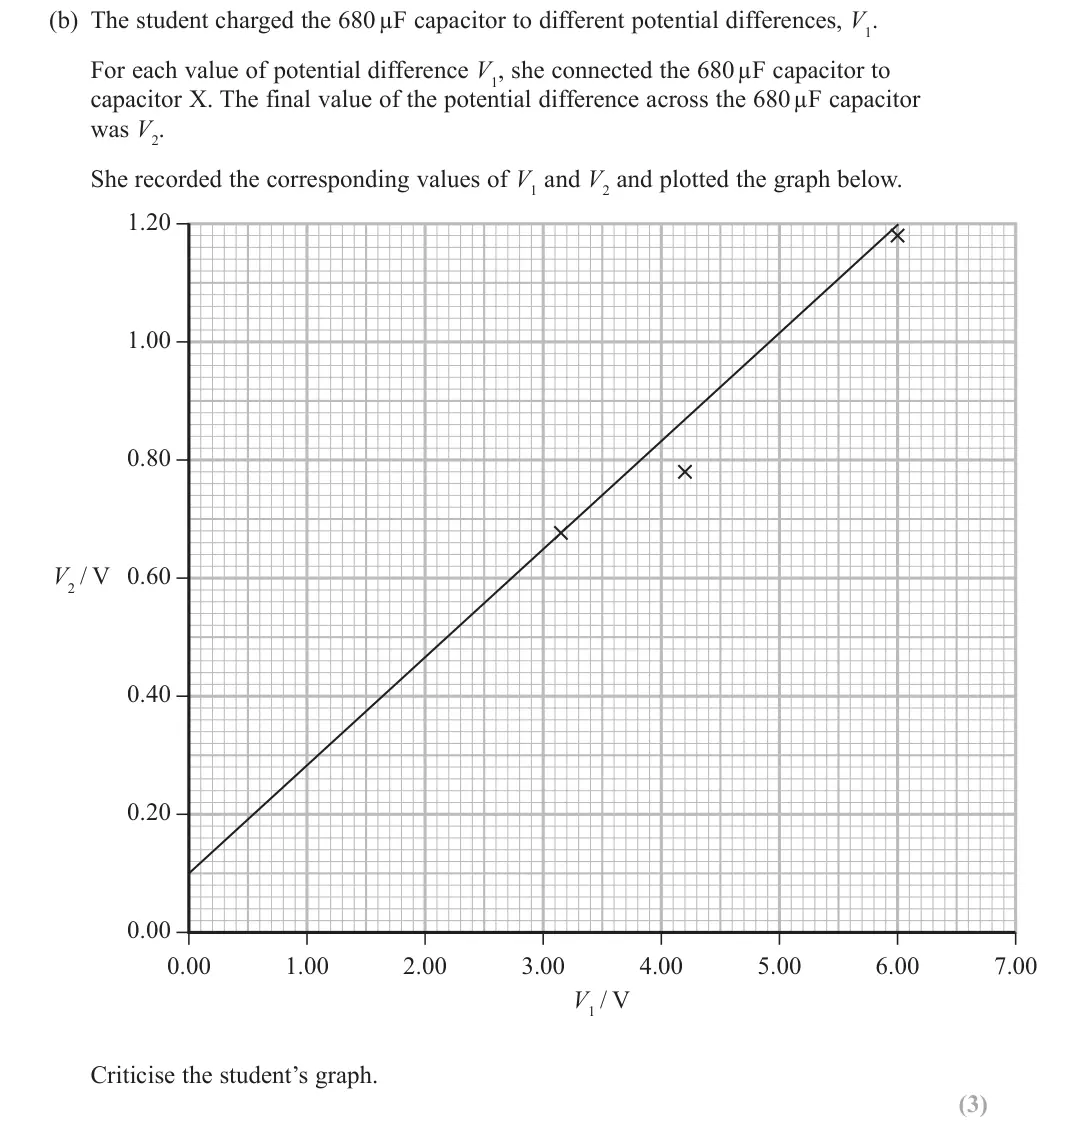 (b) The student charged the 680 μF capacitor to different potential differences, V₁.
For each value of potential difference V₁, she connected the 680 μF capacitor to
capacitor X. The final value of the potential difference across the 680 μF capacitor
was V₂.
She recorded the corresponding values of V₁ and V₂ and plotted the graph below.
1.20
1.00
0.80
V₂ / V 0.60
0.40
0.20
0.00
0.00 1.00 2.00 3.00 4.00 5.00 6.00 7.00
V₁ / V
Criticise the student’s graph.
(3)